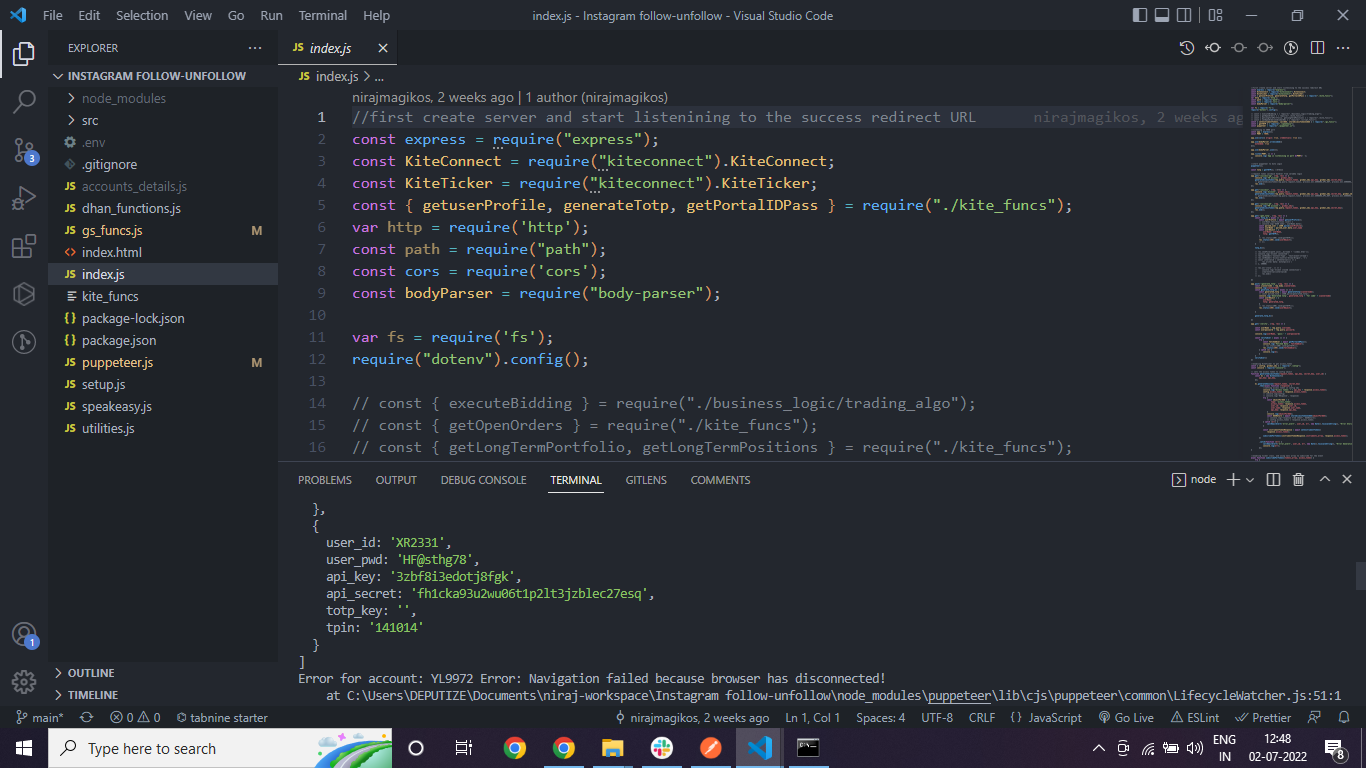 File Edit Selection View Go Run Terminal Help
index.js - Instagram follow-unfollow - Visual Studio Code
EXPLORER
INSTAGRAM FOLLOW-UNFOLLOW
node_modules
src
.env
.gitignore
JS accounts_details.js
JS dhan_functions.js
JS gs_funcs.js M
<> index.html
JS index.js
kite_funcs
{} package-lock.json
{} package.json
JS puppeteer.js M
JS setup.js
JS speakeasy.js
JS utilities.js
OUTLINE
TIMELINE
3
1
JS index.js
JS index.js > ...
nirajmagikos, 2 weeks ago | 1 author (nirajmagikos)
1 //first create server and start listenining to the success redirect URL nirajmagikos, 2 weeks ag
2 const express = require("express");
3 const KiteConnect = require("kiteconnect").KiteConnect;
4 const KiteTicker = require("kiteconnect").KiteTicker;
5 const { getuserProfile, generateTotp, getPortalIDPass } = require("./kite_funcs");
6 var http = require('http');
7 const path = require("path");
8 const cors = require('cors');
9 const bodyParser = require("body-parser");
10
11 var fs = require('fs');
12 require("dotenv").config();
13
14 // const { executeBidding } = require("./business_logic/trading_algo");
15 // const { getOpenOrders } = require("./kite_funcs");
16 // const { getLongTermPortfolio, getLongTermPositions } = require("./kite_funcs");
PROBLEMS OUTPUT DEBUG CONSOLE TERMINAL GITLENS COMMENTS
node
},
{
user_id: 'XR2331',
user_pwd: 'HF@sthg78',
api_key: '3zbf8i3edotj8fgk',
api_secret: 'fh1cka93u2wu06t1p2lt3jzblec27esq',
totp_key: '',
tpin: '141014'
}
]
Error for account: YL9972 Error: Navigation failed because browser has disconnected!
at C:\Users\DEPUTIZE\Documents\niraj-workspace\Instagram follow-unfollow\node_modules\puppeteer\lib\cjs\puppeteer\common\LifecycleWatcher.js:51:1
main* 0 0 tabnine starter nirajmagikos, 2 weeks ago Ln 1, Col 1 Spaces: 4 UTF-8 CRLF {} JavaScript Go Live ESLint Prettier
Type here to search
ENG
IN
12:48
02-07-2022
8